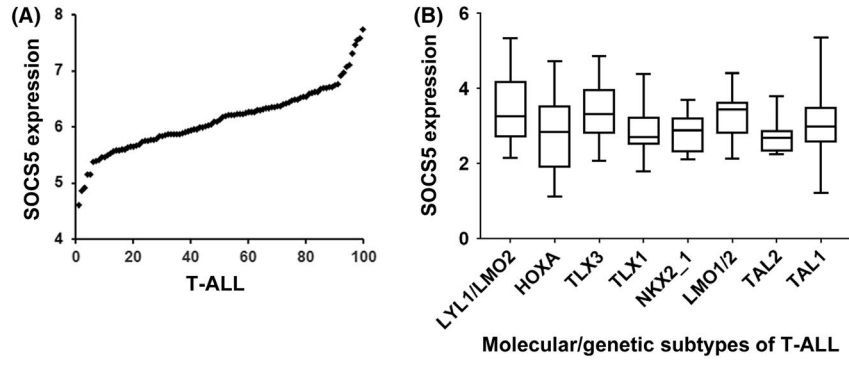 (A)
SOCS5 expression
8
7
6
5
4
0 20 40 60 80 100
T-ALL
(B)
SOCS5 expression
6
4
2
0
LYL1/LMO2
HOXA
TLX3
TLX1
NKX2_1
LMO1/2
TAL2
TAL1
Molecular/genetic subtypes of T-ALL